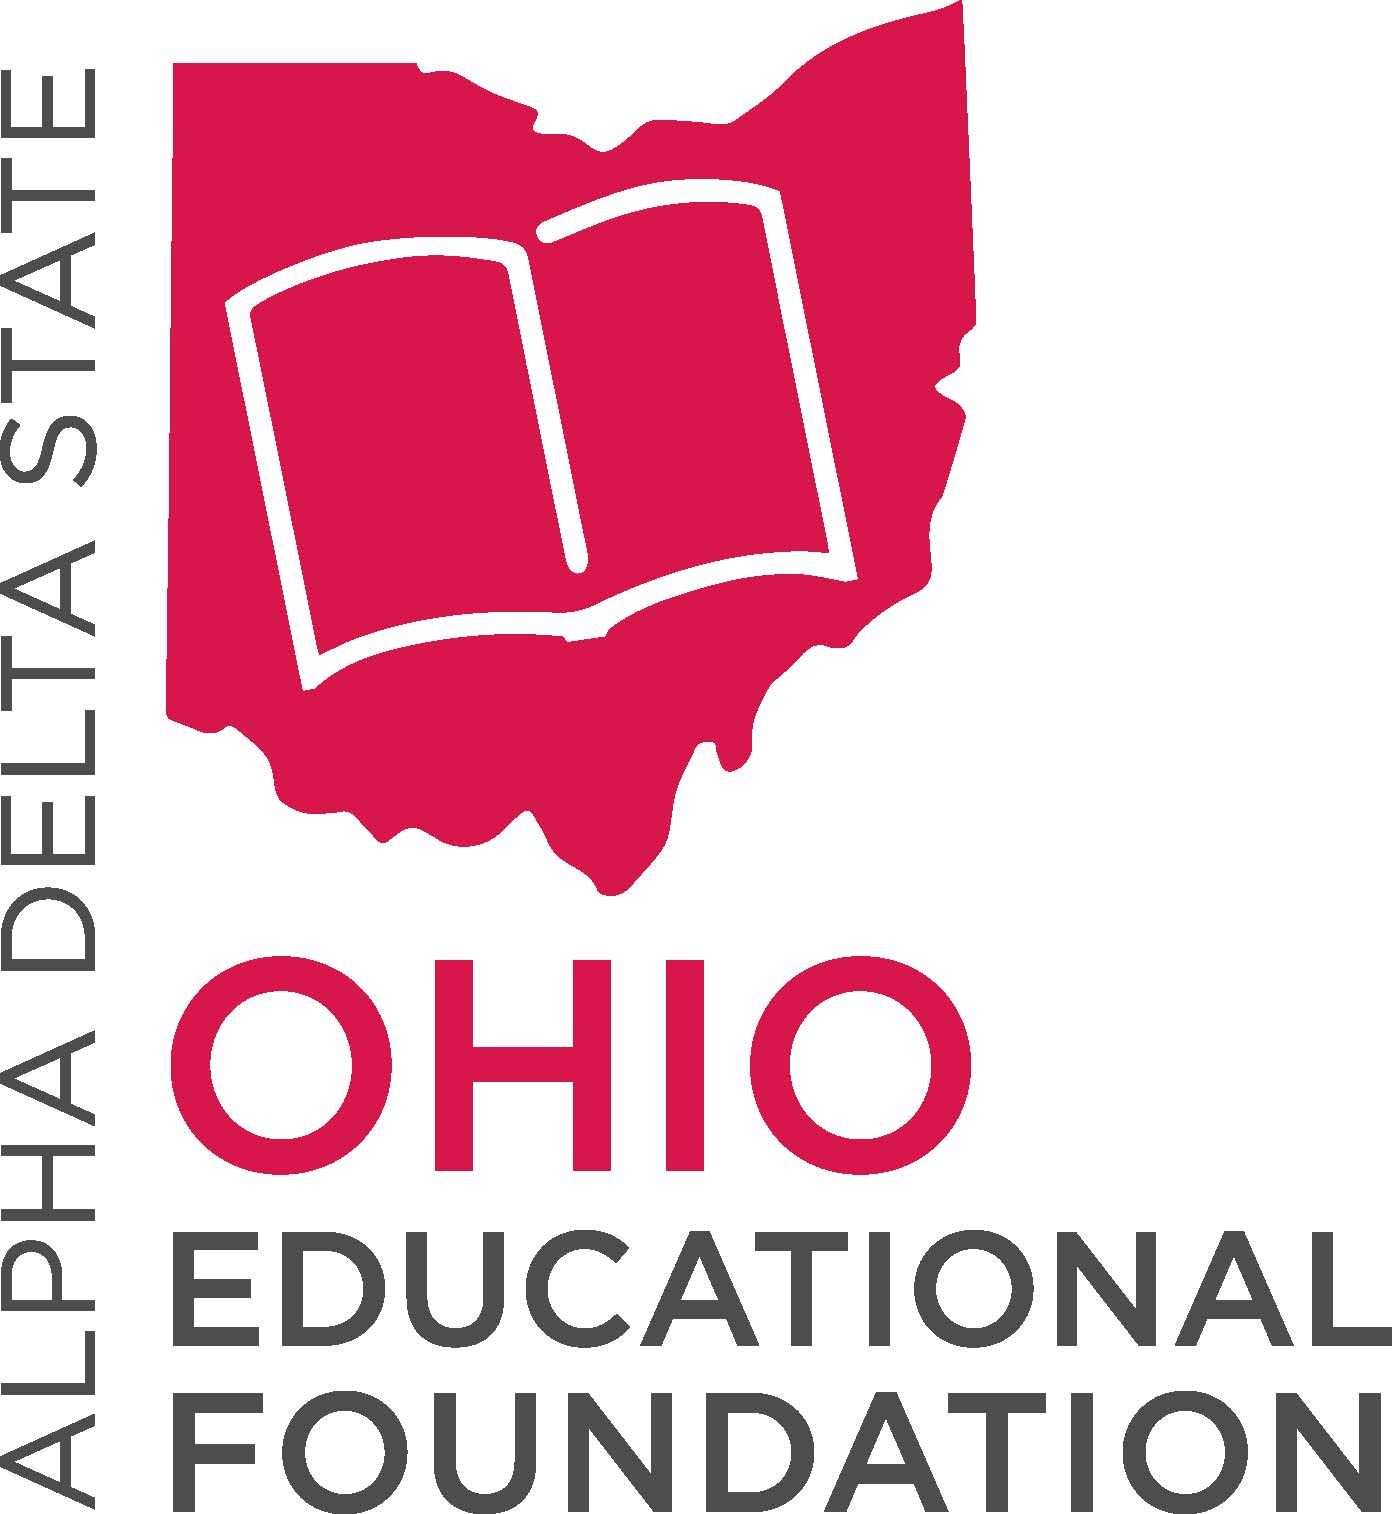 ALPHA DELTA STATE
OHIO
EDUCATIONAL
FOUNDATION